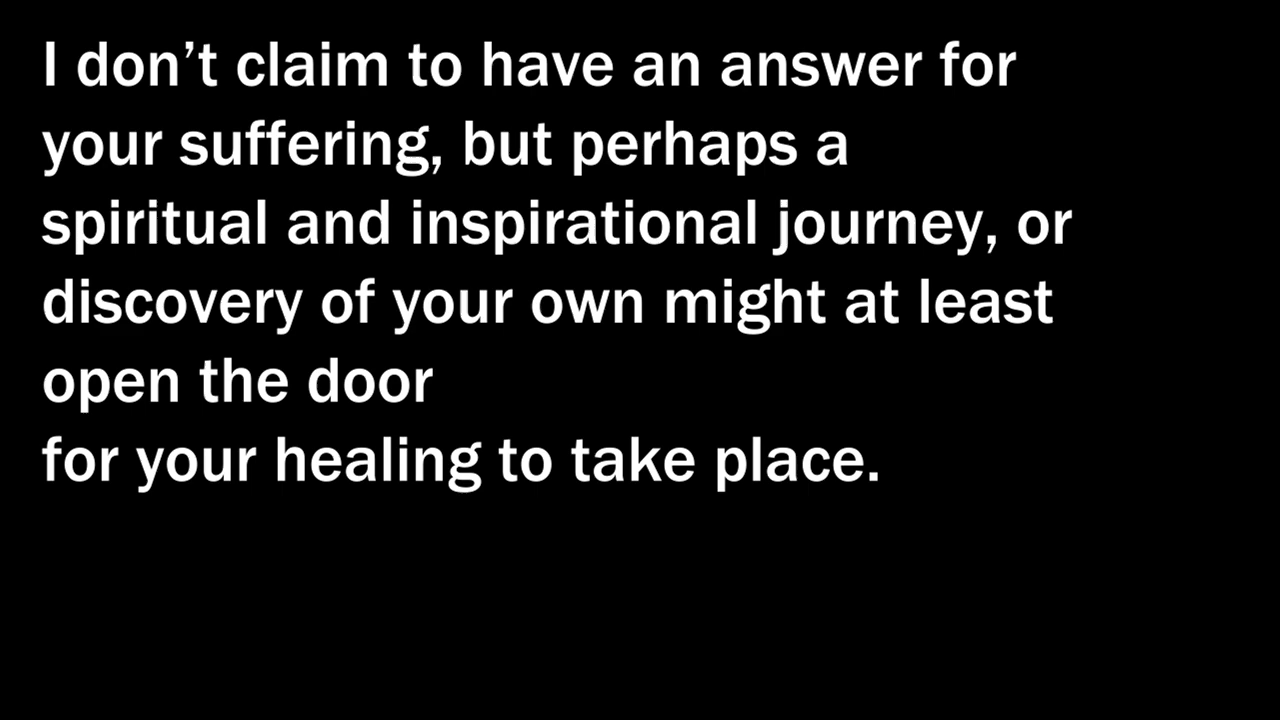 I don’t claim to have an answer for
your suffering, but perhaps a
spiritual and inspirational journey, or
discovery of your own might at least
open the door
for your healing to take place.